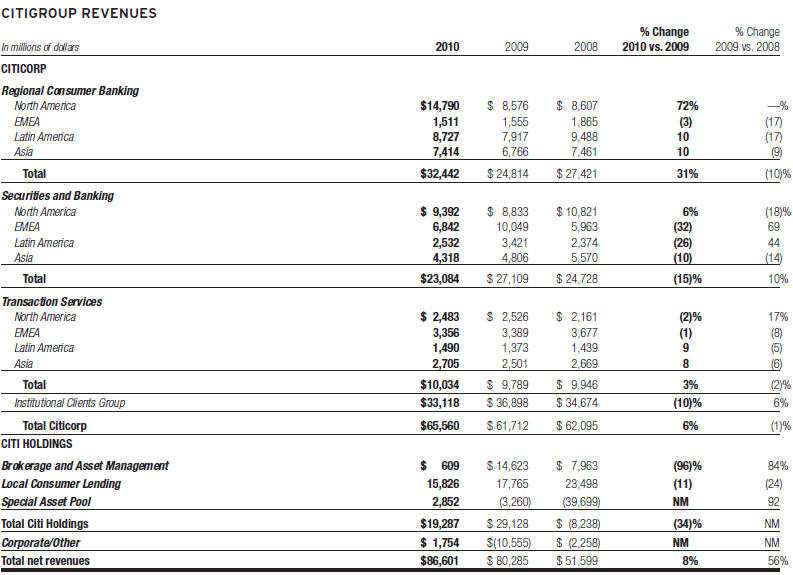 CITIGROUP REVENUES
% Change % Change
In millions of dollars 2010 2009 2008 2010 vs. 2009 2009 vs. 2008
CITICORP
Regional Consumer Banking
North America $14,790 $ 8,576 $ 8,607 72% —%
EMEA 1,511 1,555 1,865 (3) (17)
Latin America 8,727 7,917 9,488 10 (17)
Asia 7,414 6,766 7,461 10 (9)
Total $32,442 $ 24,814 $ 27,421 31% (10)%
Securities and Banking
North America $ 9,392 $ 8,833 $ 10,821 6% (18)%
EMEA 6,842 10,049 5,963 (32) 69
Latin America 2,532 3,421 2,374 (26) 44
Asia 4,318 4,806 5,570 (10) (14)
Total $23,084 $ 27,109 $ 24,728 (15)% 10%
Transaction Services
North America $ 2,483 $ 2,526 $ 2,161 (2)% 17%
EMEA 3,356 3,389 3,677 (1) (8)
Latin America 1,490 1,373 1,439 9 (5)
Asia 2,705 2,501 2,669 8 (6)
Total $10,034 $ 9,789 $ 9,946 3% (2)%
Institutional Clients Group $33,118 $ 36,898 $ 34,674 (10)% 6%
Total Citicorp $65,560 $ 61,712 $ 62,095 6% (1)%
CITI HOLDINGS
Brokerage and Asset Management $ 609 $ 14,623 $ 7,963 (96)% 84%
Local Consumer Lending 15,826 17,765 23,498 (11) (24)
Special Asset Pool 2,852 (3,260) (39,699) NM 92
Total Citi Holdings $19,287 $ 29,128 $ (8,238) (34)% NM
Corporate/Other $ 1,754 $(10,555) $ (2,258) NM NM
Total net revenues $86,601 $ 80,285 $ 51,599 8% 56%